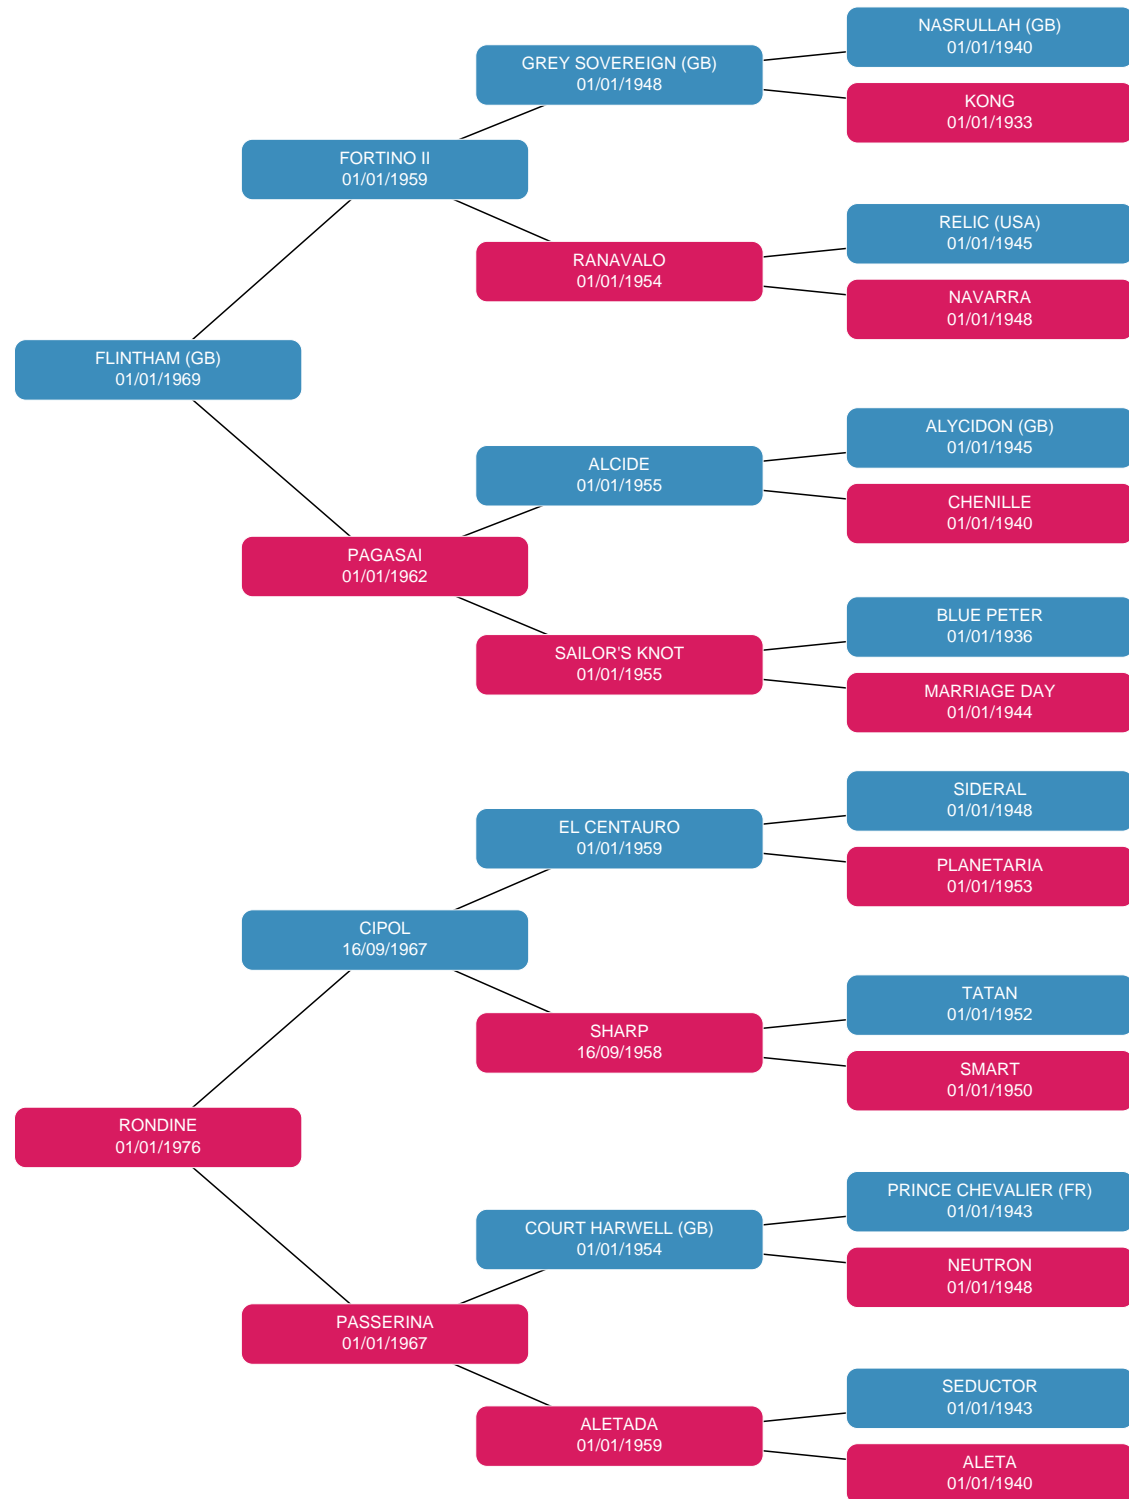 NASRULLAH (GB)
01/01/1940
GREY SOVEREIGN (GB)
01/01/1948
KONG
01/01/1933
FORTINO II
01/01/1959
RELIC (USA)
01/01/1945
RANAVALO
01/01/1954
NAVARRA
01/01/1948
FLINTHAM (GB)
01/01/1969
ALYCIDON (GB)
01/01/1945
ALCIDE
01/01/1955
CHENILLE
01/01/1940
PAGASAI
01/01/1962
BLUE PETER
01/01/1936
SAILOR'S KNOT
01/01/1955
MARRIAGE DAY
01/01/1944
SIDERAL
01/01/1948
EL CENTAURO
01/01/1959
PLANETARIA
01/01/1953
CIPOL
16/09/1967
TATAN
01/01/1952
SHARP
16/09/1958
SMART
01/01/1950
RONDINE
01/01/1976
PRINCE CHEVALIER (FR)
01/01/1943
COURT HARWELL (GB)
01/01/1954
NEUTRON
01/01/1948
PASSERINA
01/01/1967
SEDUCTOR
01/01/1943
ALETADA
01/01/1959
ALETA
01/01/1940